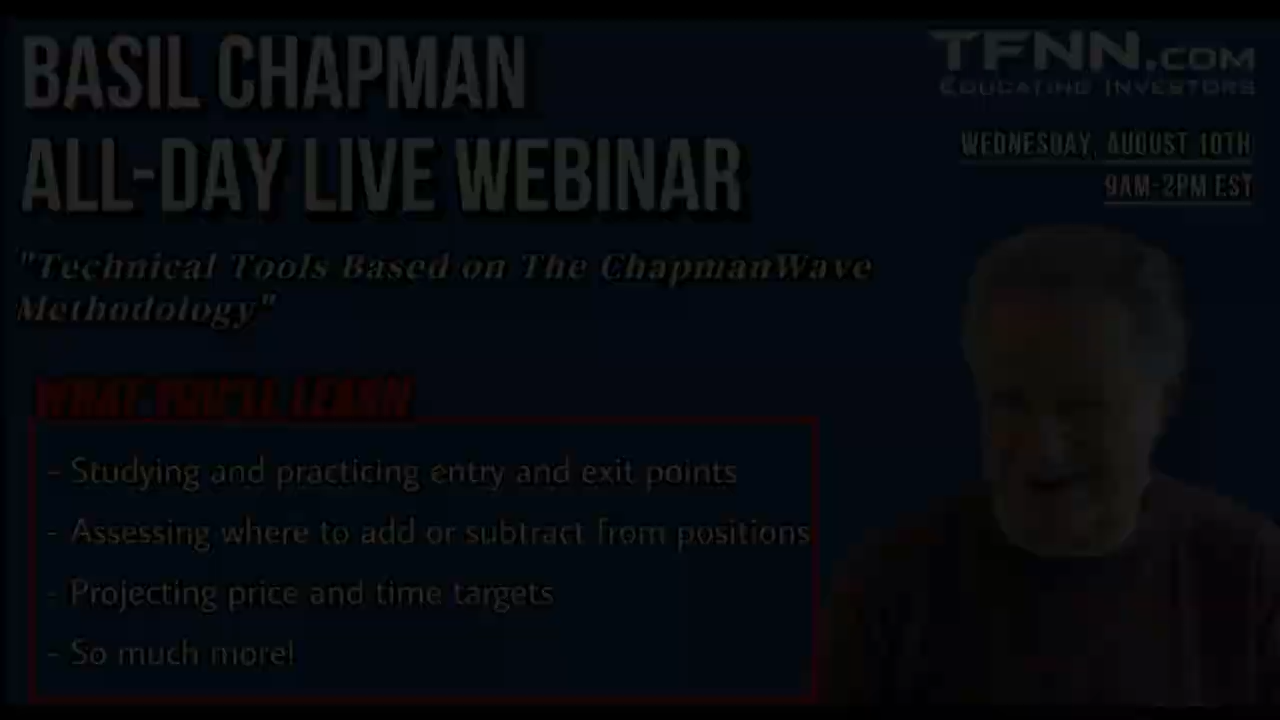 BASIL CHAPMAN
ALL-DAY LIVE WEBINAR
TFNN.COM
EDUCATING INVESTORS
WEDNESDAY, AUGUST 10TH
9AM-2PM EST
"Technical Tools Based on The ChapmanWave
Methodology"
WHAT YOU'LL LEARN
- Studying and practicing entry and exit points
- Assessing where to add or subtract from positions
- Projecting price and time targets
- So much more!